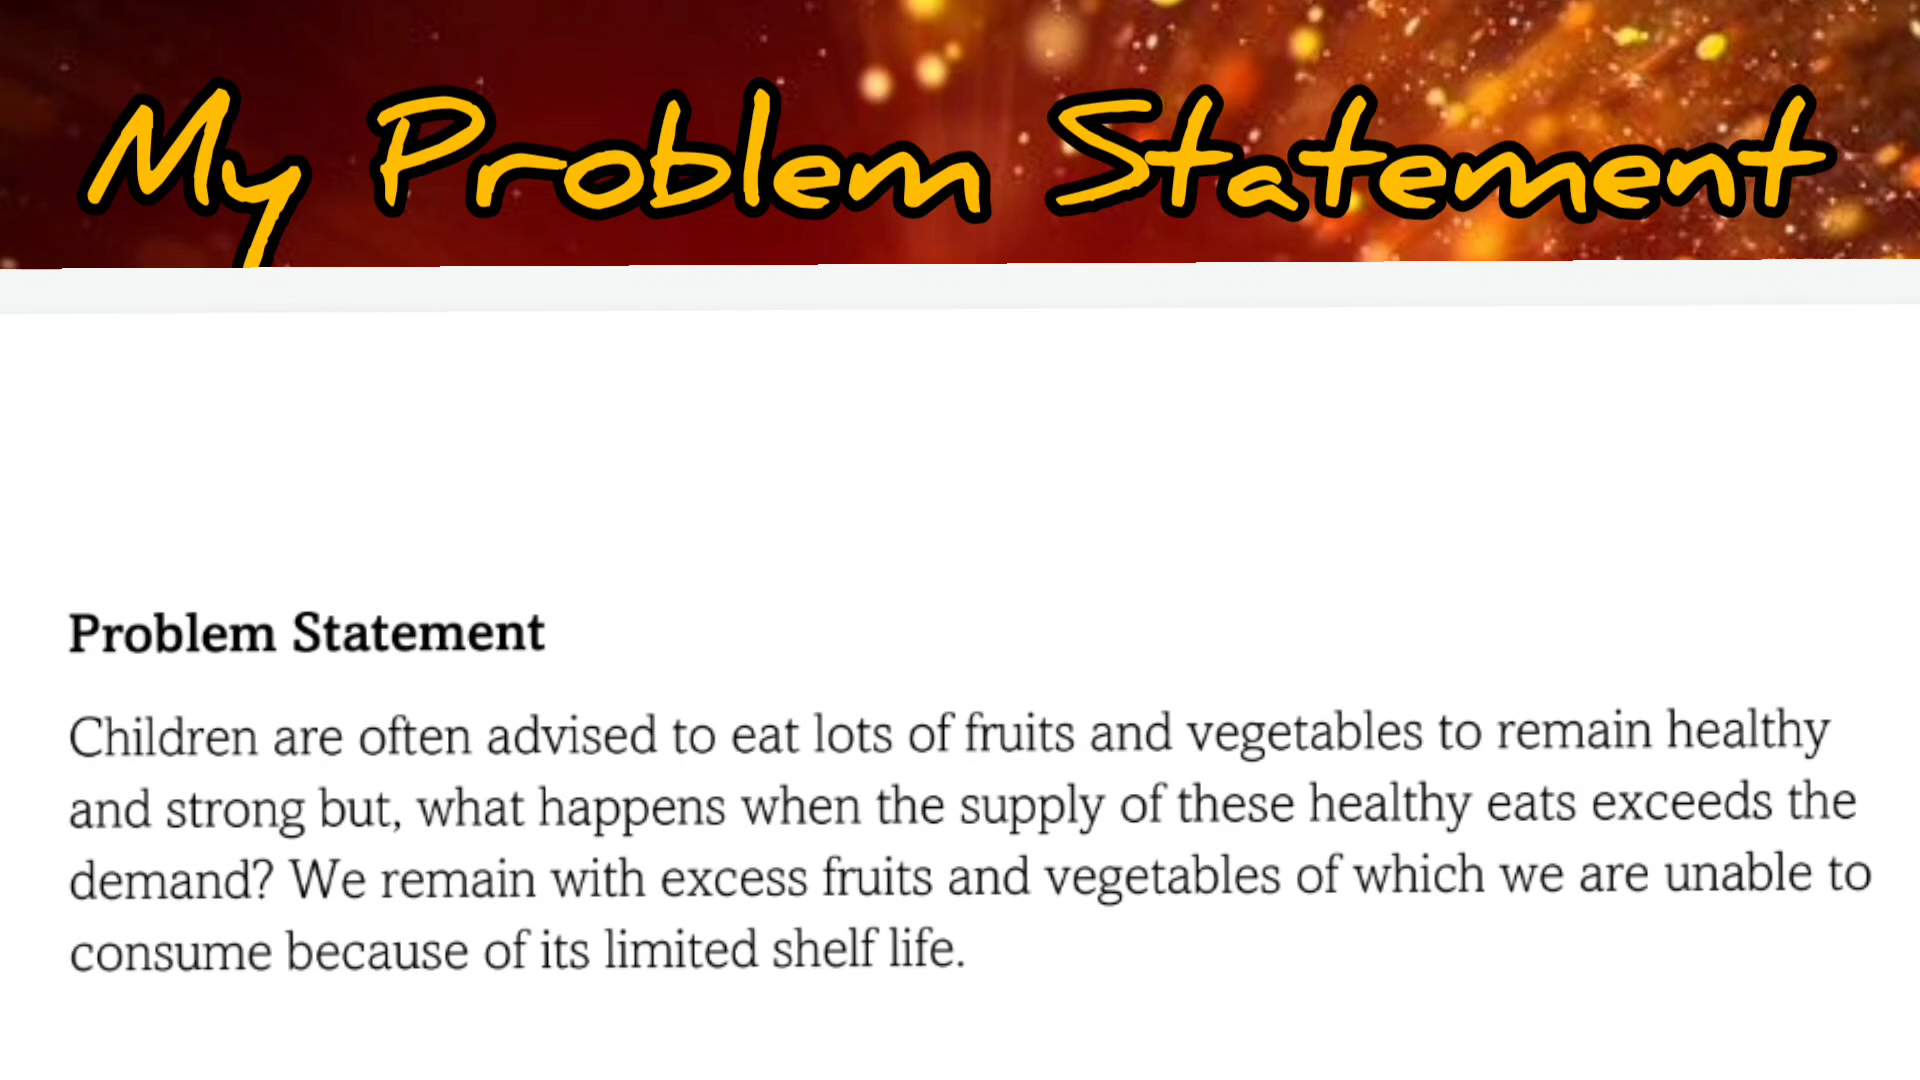 My Problem Statement
Problem Statement
Children are often advised to eat lots of fruits and vegetables to remain healthy
and strong but, what happens when the supply of these healthy eats exceeds the
demand? We remain with excess fruits and vegetables of which we are unable to
consume because of its limited shelf life.